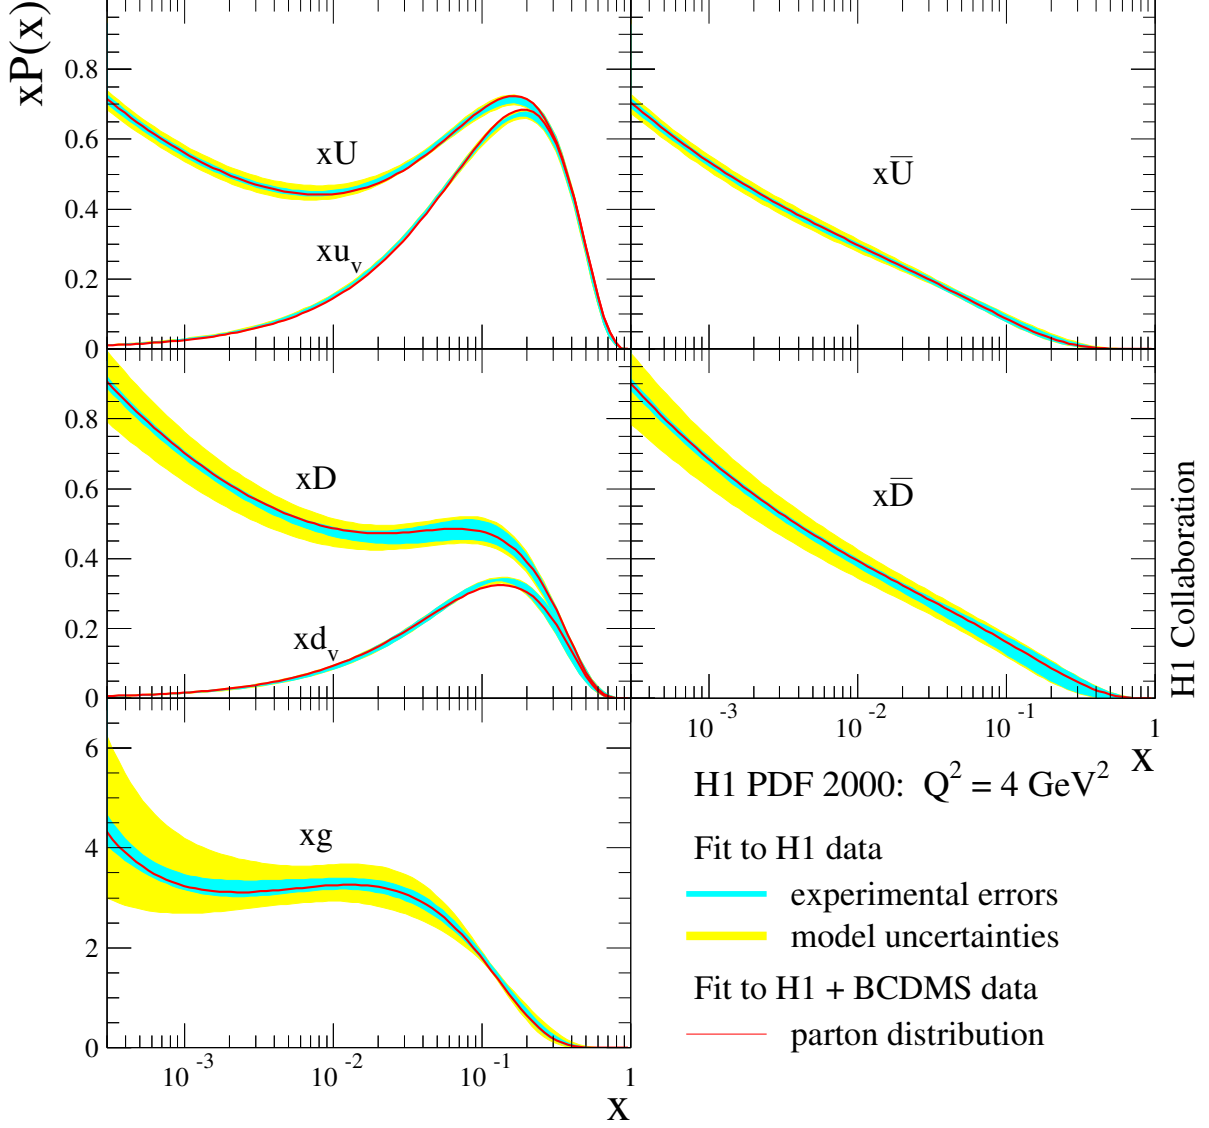 xP(x)
0.8
0.6
0.4
0.2
0
xU
xu_v
xU̅
0.8
0.6
0.4
0.2
0
xD
xd_v
xD̅
10^-3 10^-2 10^-1 1
x
H1 Collaboration
6
4
2
0
xg
10^-3 10^-2 10^-1 1
x
H1 PDF 2000: Q^2 = 4 GeV^2
Fit to H1 data
experimental errors
model uncertainties
Fit to H1 + BCDMS data
parton distribution